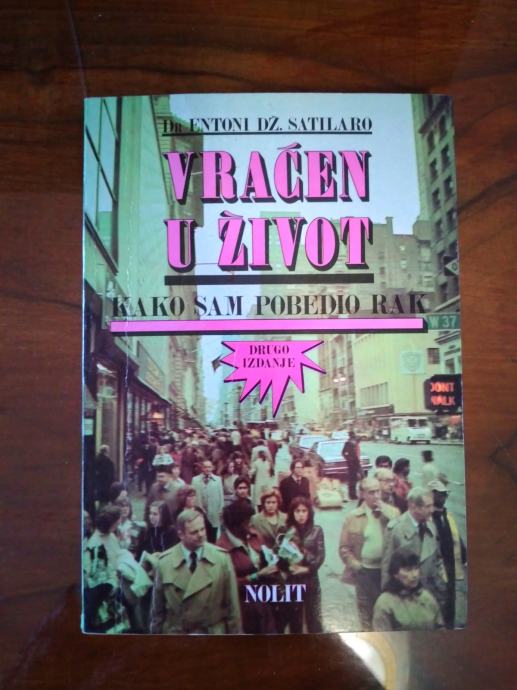 Dr ENTONI DŽ. SATILARO
VRAĆEN
U ŽIVOT
KAKO SAM POBEDIO RAK
DRUGO
IZDANJE
W 37
DONT
WALK
NOLIT